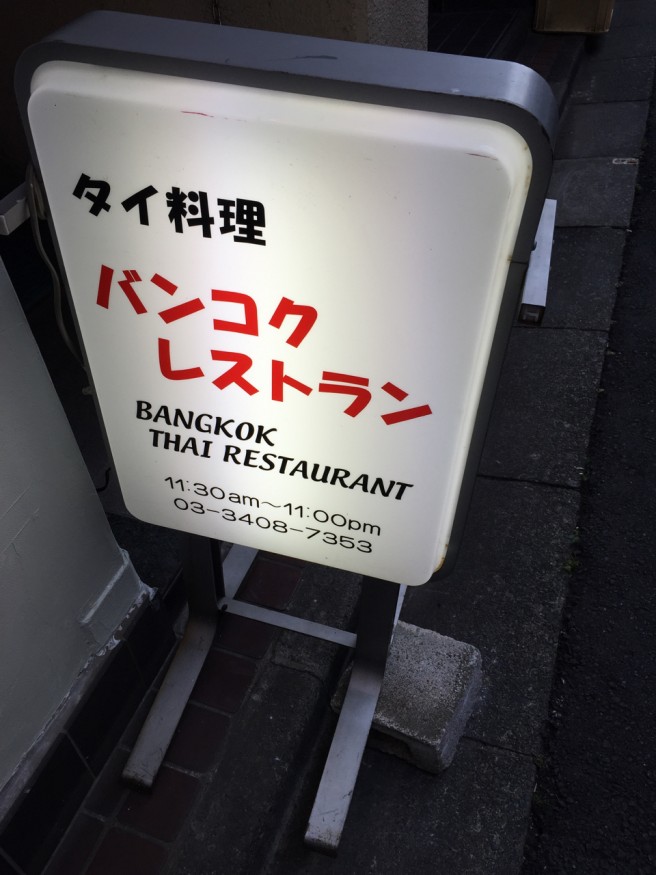 タイ料理
バンコク
レストラン
BANGKOK
THAI RESTAURANT
11:30am〜11:00pm
03-3408-7353